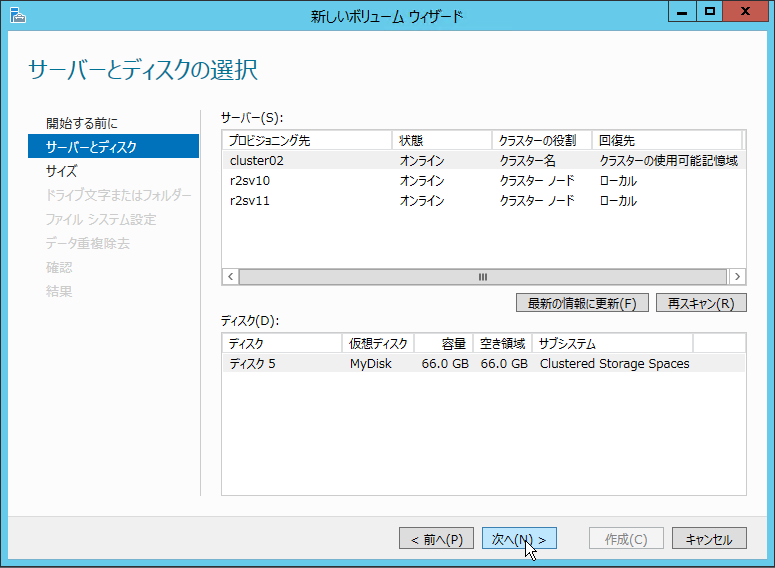 新しいボリューム ウィザード
サーバーとディスクの選択
開始する前に
サーバーとディスク
サイズ
ドライブ文字またはフォルダー
ファイル システム設定
データ重複除去
確認
結果
サーバー(S):
プロビジョニング先 状態 クラスターの役割 回復先
cluster02 オンライン クラスター名 クラスターの使用可能記憶域
r2sv10 オンライン クラスター ノード ローカル
r2sv11 オンライン クラスター ノード ローカル
最新の情報に更新(F) 再スキャン(R)
ディスク(D):
ディスク 仮想ディスク 容量 空き領域 サブシステム
ディスク 5 MyDisk 66.0 GB 66.0 GB Clustered Storage Spaces
< 前へ(P) 次へ(N) > 作成(C) キャンセル